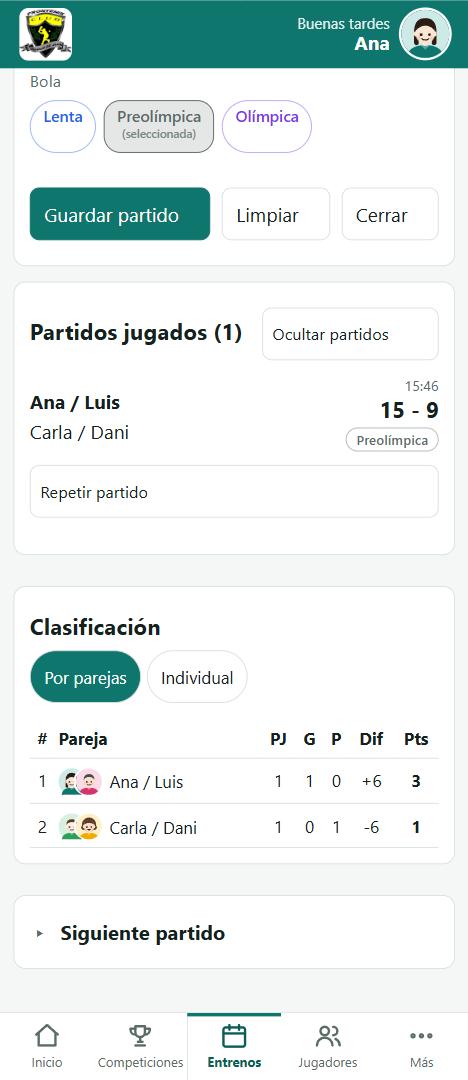 Buenas tardes
Ana
Bola
Lenta
Preolímpica
(seleccionada)
Olímpica
Guardar partido
Limpiar
Cerrar
Partidos jugados (1)
Ocultar partidos
15:46
Ana / Luis
15 - 9
Carla / Dani
Preolímpica
Repetir partido
Clasificación
Por parejas
Individual
# Pareja PJ G P Dif Pts
1 Ana / Luis 1 1 0 +6 3
2 Carla / Dani 1 0 1 -6 1
Siguiente partido
Inicio
Competiciones
Entrenos
Jugadores
Más